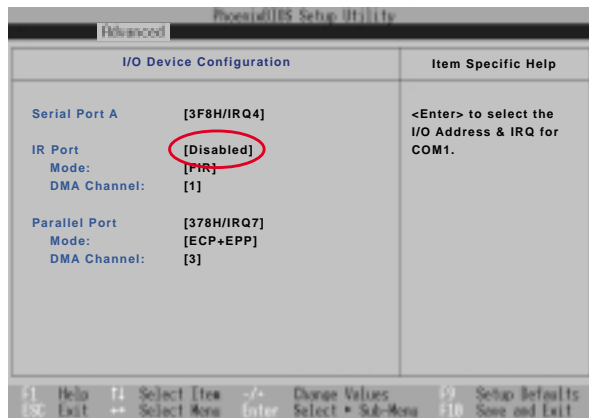 PhoenixBIOS Setup Utility
Advanced
I/O Device Configuration
Item Specific Help
Serial Port A [3F8H/IRQ4]
IR Port [Disabled]
Mode: [FIR]
DMA Channel: [1]
Parallel Port [378H/IRQ7]
Mode: [ECP+EPP]
DMA Channel: [3]
<Enter> to select the
I/O Address & IRQ for
COM1.
F1 Help ↑↓ Select Item -/+ Change Values F9 Setup Defaults
ESC Exit ↔ Select Menu Enter Select ▸ Sub-Menu F10 Save and Exit